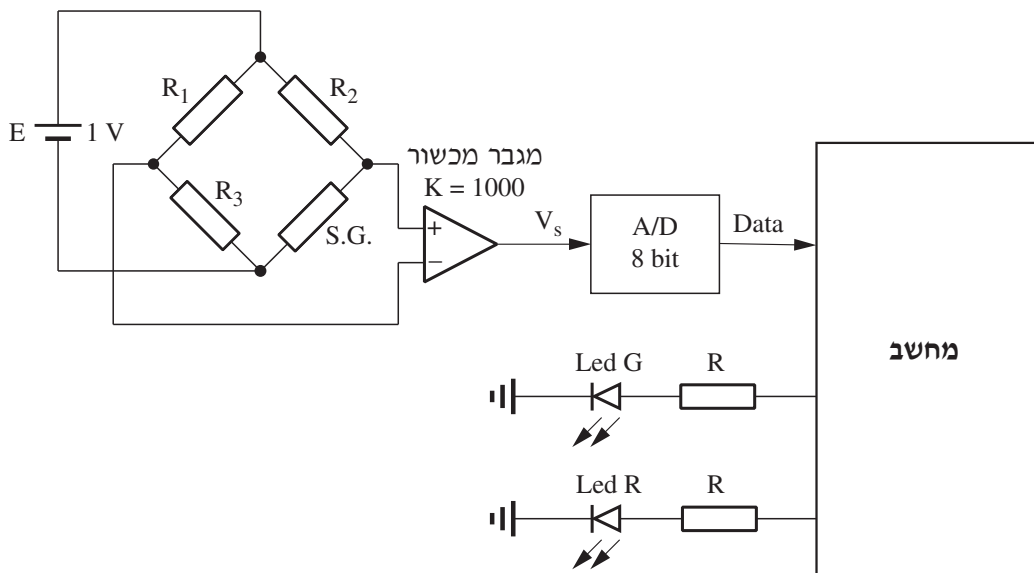 R₁
R₂
E
1 V
R₃
S.G.
מגבר מכשור
K = 1000
+
–
Vₛ
A/D
8 bit
Data
מחשב
Led G
R
Led R
R